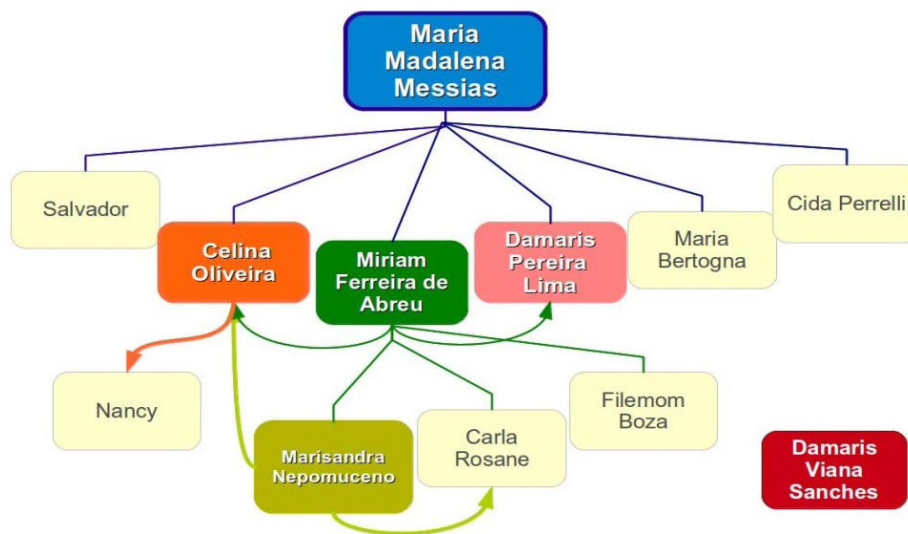 Maria
Madalena
Messias
Salvador
Celina
Oliveira
Miriam
Ferreira de
Abreu
Damaris
Pereira
Lima
Maria
Bertogna
Cida Perrelli
Nancy
Marisandra
Nepomuceno
Carla
Rosane
Filemom
Boza
Damaris
Viana
Sanches